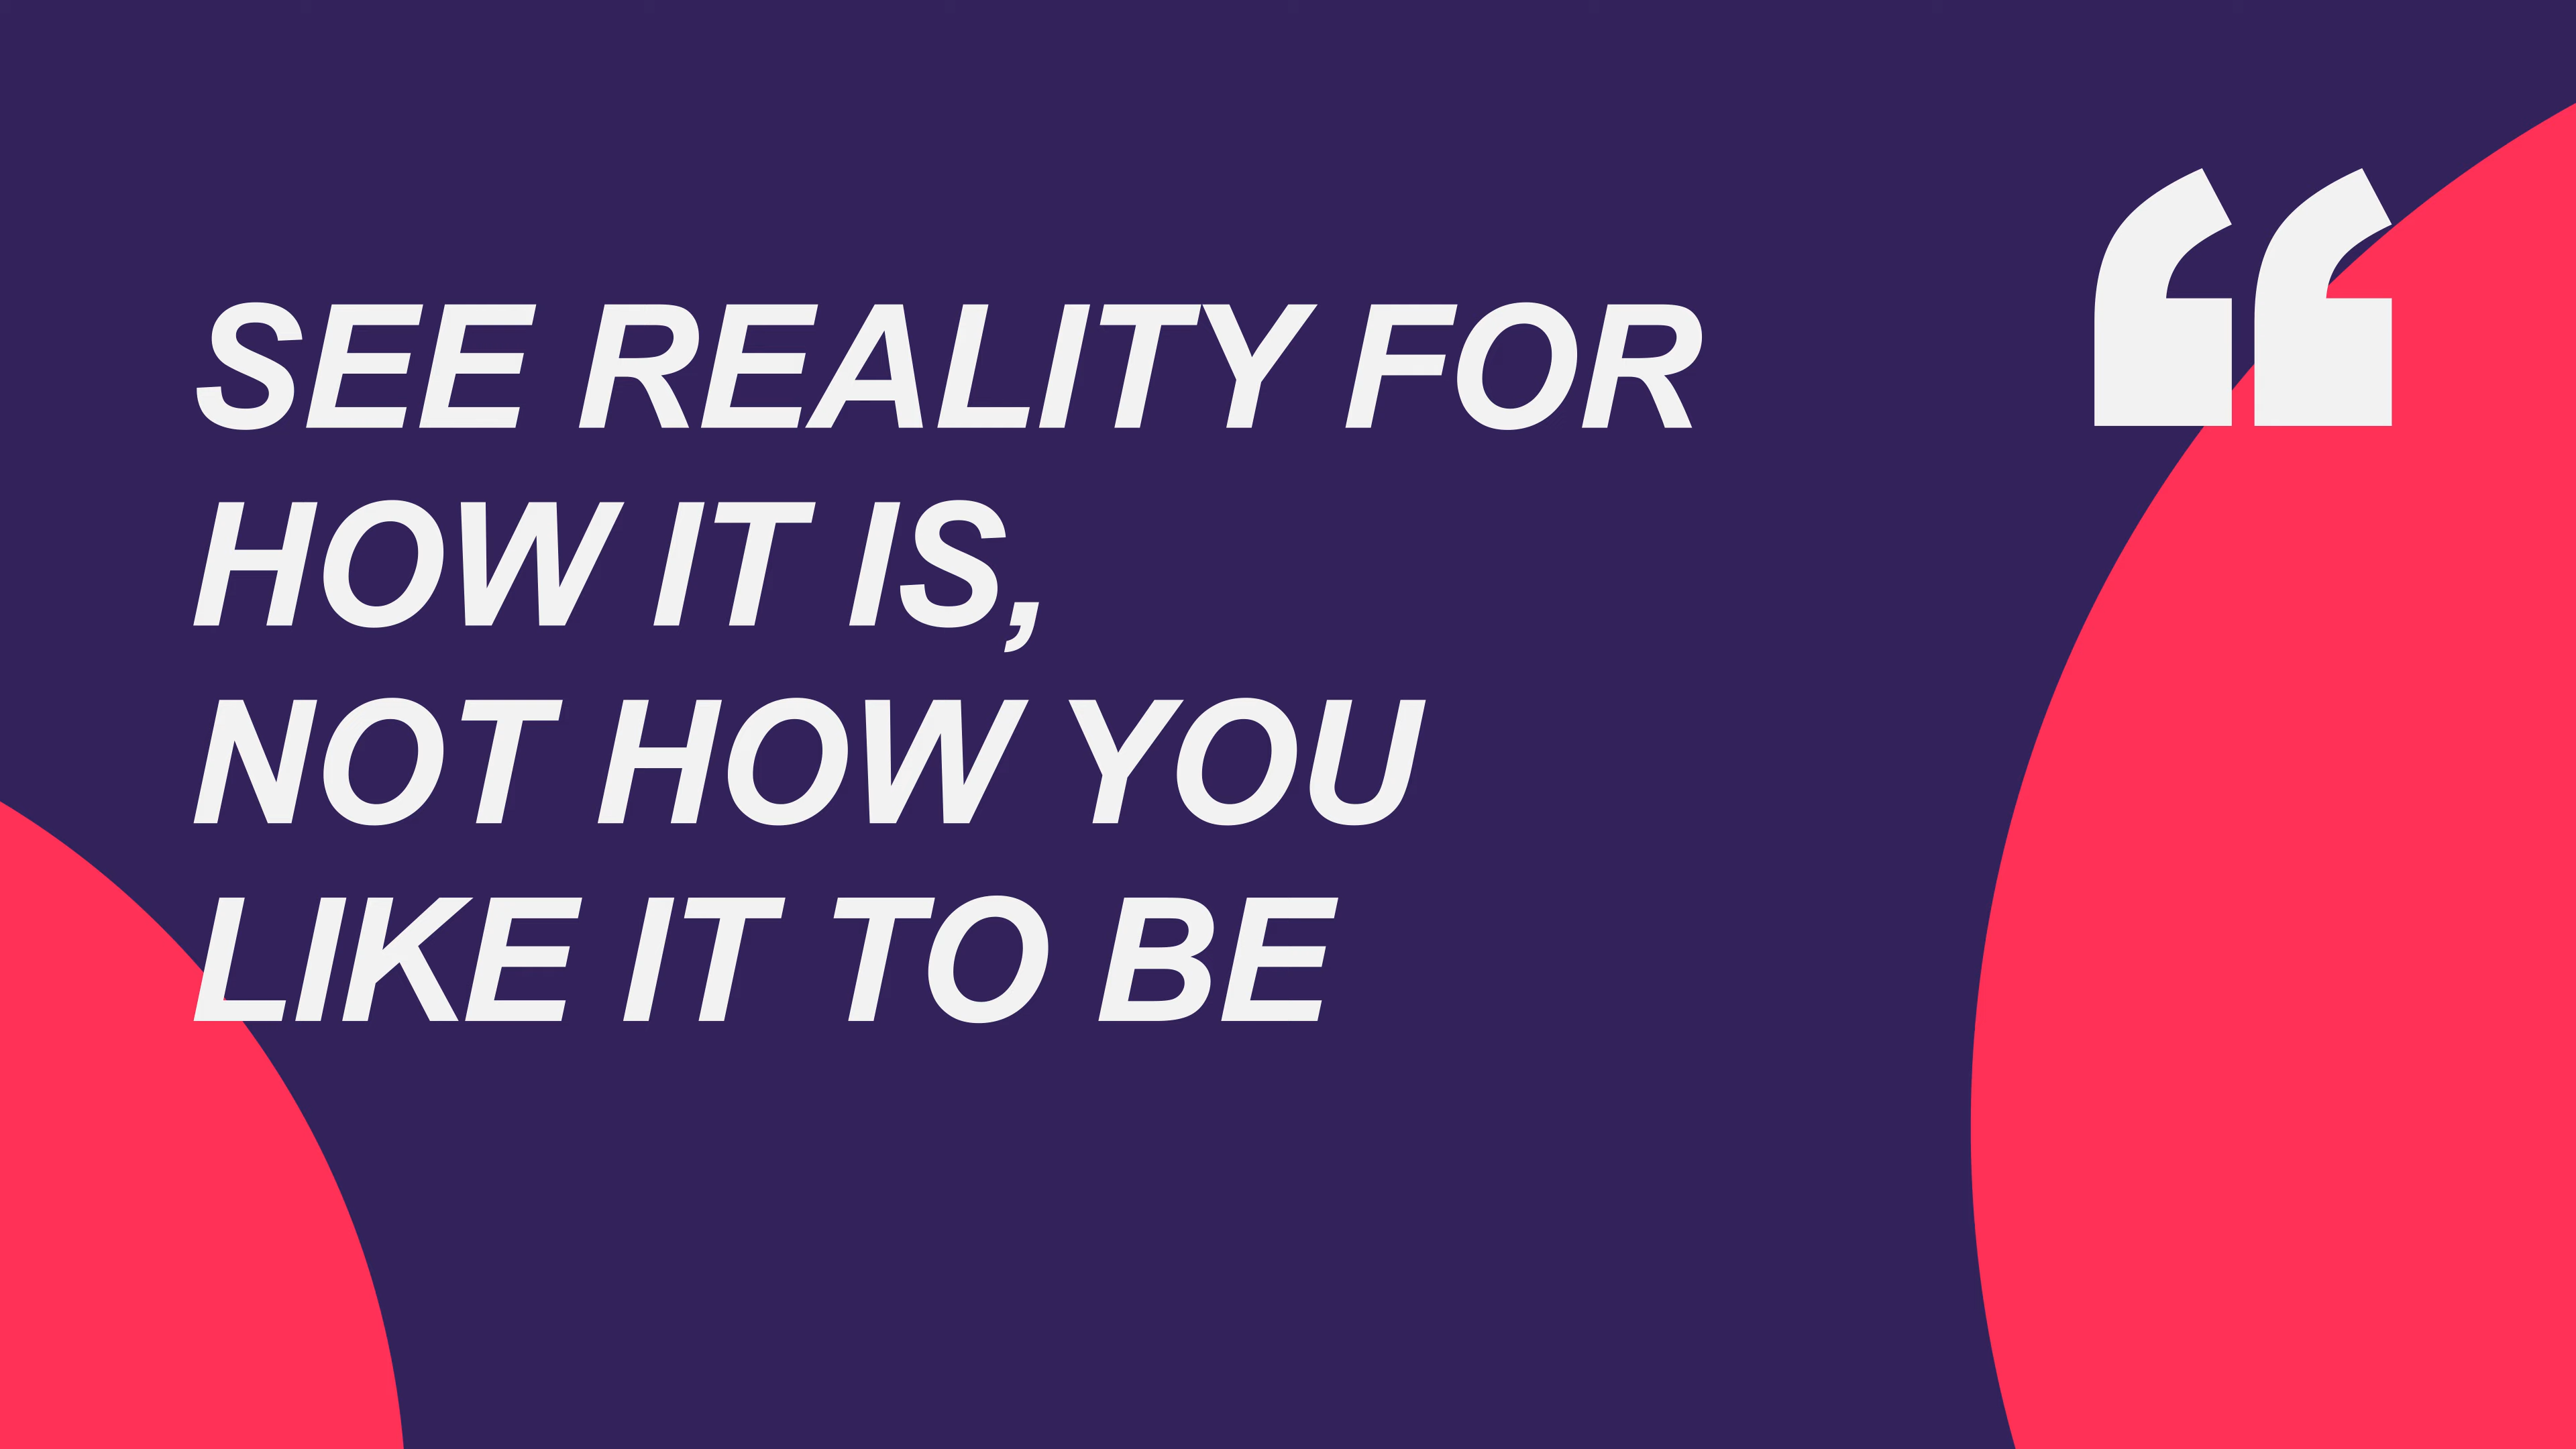 SEE REALITY FOR
HOW IT IS,
NOT HOW YOU
LIKE IT TO BE
“